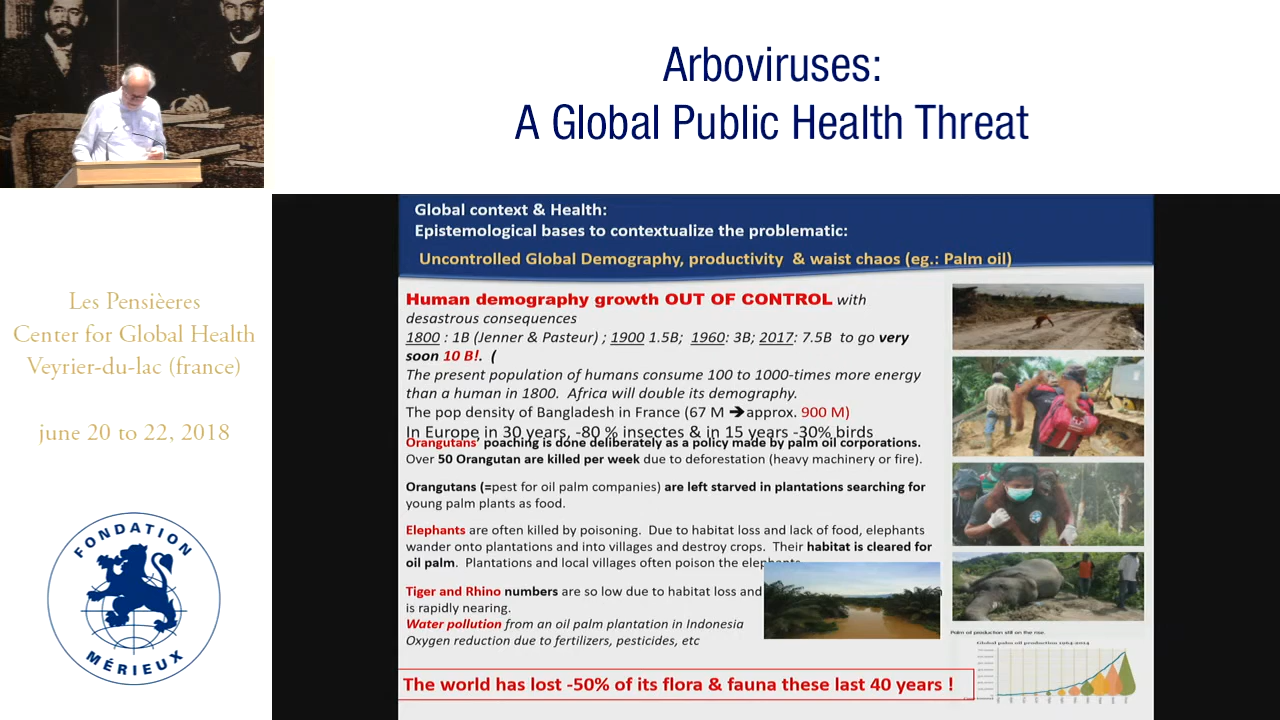 Arboviruses:
A Global Public Health Threat
Les Pensièeres
Center for Global Health
Veyrier-du-lac (france)
june 20 to 22, 2018
FONDATION
MÉRIEUX
Global context & Health:
Epistemological bases to contextualize the problematic:
Uncontrolled Global Demography, productivity & waist chaos (eg.: Palm oil)
Human demography growth OUT OF CONTROL with
desastrous consequences
1800 : 1B (Jenner & Pasteur) ; 1900 1.5B; 1960: 3B; 2017: 7.5B to go very
soon 10 B!. (
The present population of humans consume 100 to 1000-times more energy
than a human in 1800. Africa will double its demography.
The pop density of Bangladesh in France (67 M ➔approx. 900 M)
In Europe in 30 years, -80 % insectes & in 15 years -30% birds
Orangutans' poaching is done deliberately as a policy made by palm oil corporations.
Over 50 Orangutan are killed per week due to deforestation (heavy machinery or fire).
Orangutans (=pest for oil palm companies) are left starved in plantations searching for
young palm plants as food.
Elephants are often killed by poisoning. Due to habitat loss and lack of food, elephants
wander onto plantations and into villages and destroy crops. Their habitat is cleared for
oil palm. Plantations and local villages often poison the elephants
Tiger and Rhino numbers are so low due to habitat loss and
is rapidly nearing.
Water pollution from an oil palm plantation in Indonesia
Oxygen reduction due to fertilizers, pesticides, etc
Palm oil production still on the rise.
Global palm oil production 1964-2014
The world has lost -50% of its flora & fauna these last 40 years !